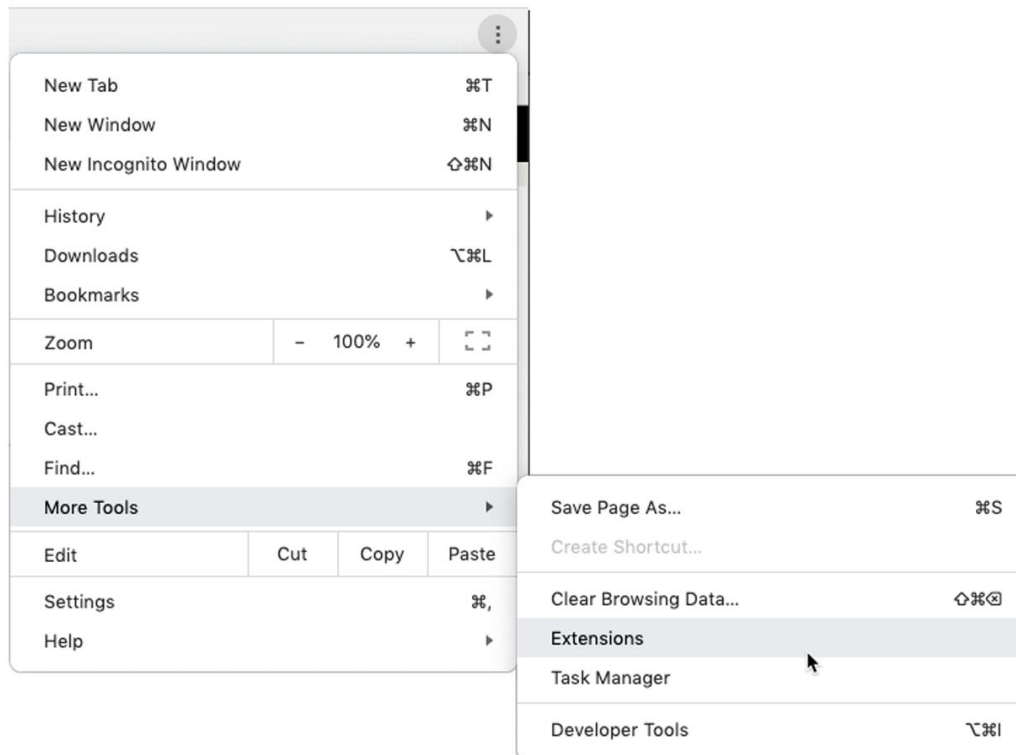 New Tab ⌘T
New Window ⌘N
New Incognito Window ⇧⌘N
History
Downloads ⌥⌘L
Bookmarks
Zoom - 100% +
Print... ⌘P
Cast...
Find... ⌘F
More Tools
Edit Cut Copy Paste
Settings ⌘,
Help
Save Page As... ⌘S
Create Shortcut...
Clear Browsing Data... ⇧⌘⌫
Extensions
Task Manager
Developer Tools ⌥⌘I